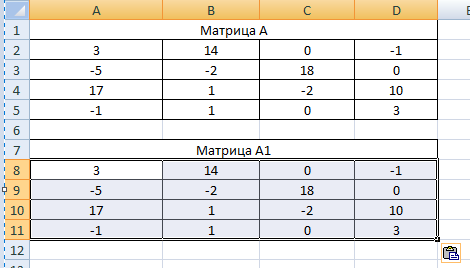 A B C D
1 Матрица A
2 3 14 0 -1
3 -5 -2 18 0
4 17 1 -2 10
5 -1 1 0 3
6
7 Матрица A1
8 3 14 0 -1
9 -5 -2 18 0
10 17 1 -2 10
11 -1 1 0 3
12